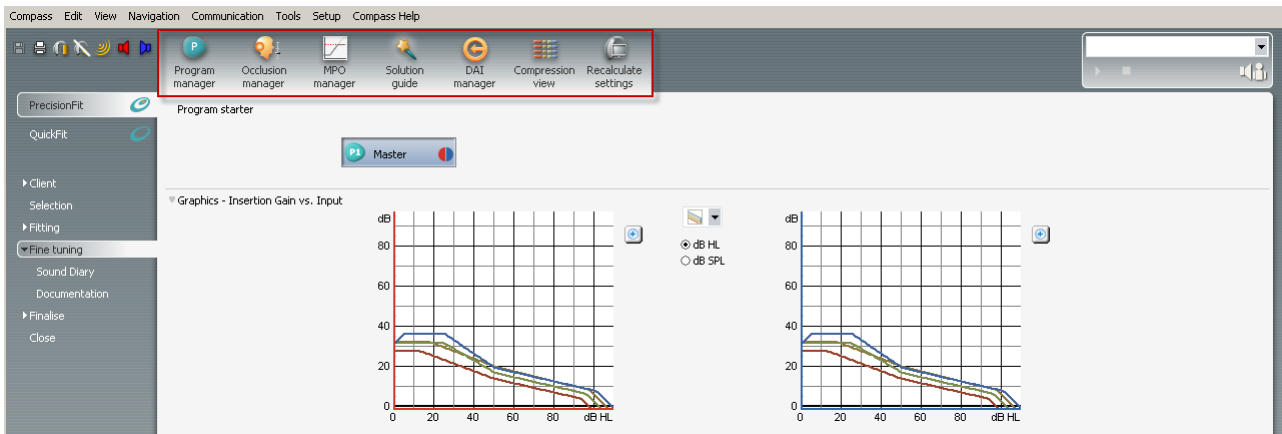 Compass Edit View Navigation Communication Tools Setup Compass Help
P
Program manager
Occlusion manager
MPO manager
Solution guide
DAI manager
Compression view
Recalculate settings
PrecisionFit
QuickFit
Client
Selection
Fitting
Fine tuning
Sound Diary
Documentation
Finalise
Close
Program starter
P1 Master
Graphics - Insertion Gain vs. Input
dB
80
60
40
20
0
0 20 40 60 80 dB HL
dB HL
dB SPL
dB
80
60
40
20
0
0 20 40 60 80 dB HL